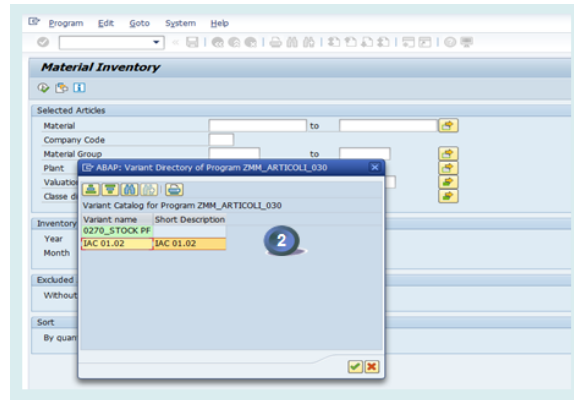 Program Edit Goto System Help
Material Inventory
Selected Articles
Material to
Company Code
Material Group to
Plant
ABAP: Variant Directory of Program ZMM_ARTICOLI_030
Valuation
Classe d
Variant Catalog for Program ZMM_ARTICOLI_030
Variant name Short Description
0270_STOCK PF
IAC 01.02 IAC 01.02
2
Inventory
Year
Month
Excluded
Without
Sort
By quan